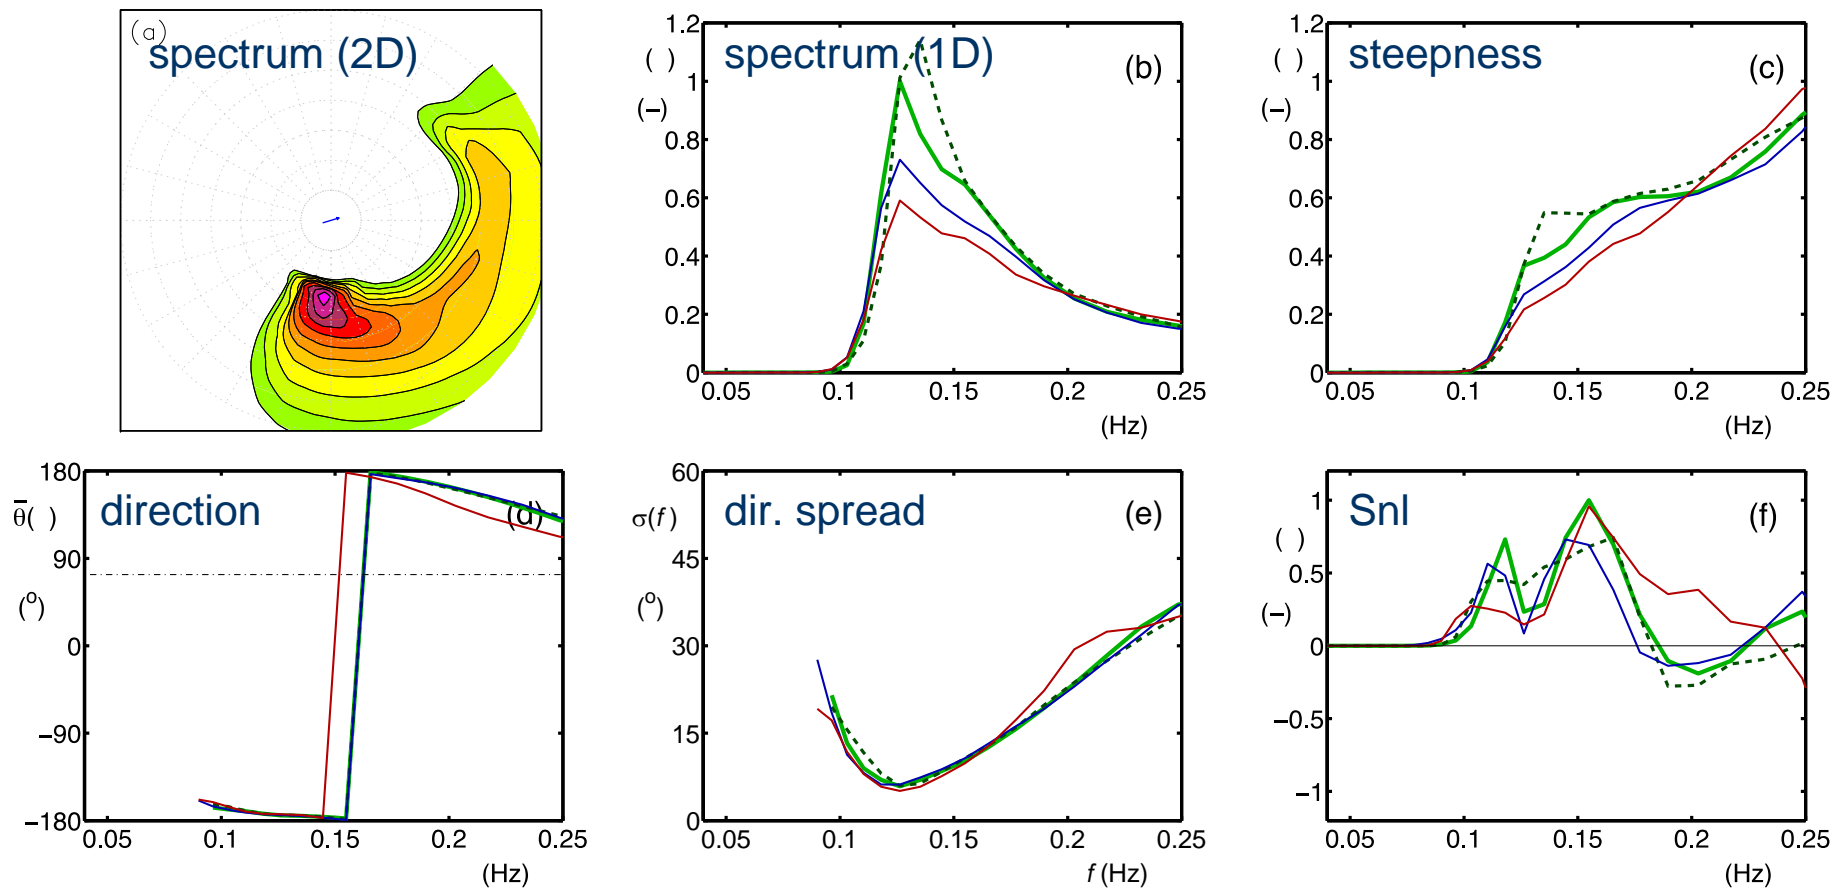 (a)
spectrum (2D)
1.2
1
0.8
0.6
0.4
0.2
0
( )
(–)
spectrum (1D)
(b)
0.05
0.1
0.15
0.2
0.25
(Hz)
1.2
1
0.8
0.6
0.4
0.2
0
( )
(–)
steepness
(c)
0.05
0.1
0.15
0.2
0.25
(Hz)
180
90
0
−90
−180
θ̅( )
(o)
direction
(d)
0.05
0.1
0.15
0.2
0.25
(Hz)
60
45
30
15
0
σ(f)
(o)
dir. spread
(e)
0.05
0.1
0.15
0.2
0.25
f (Hz)
1
0.5
0
−0.5
−1
( )
(–)
Snl
(f)
0.05
0.1
0.15
0.2
0.25
(Hz)